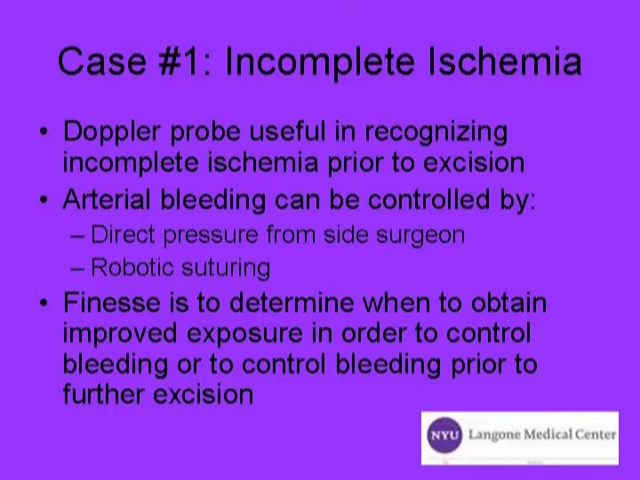 Case #1: Incomplete Ischemia
• Doppler probe useful in recognizing
incomplete ischemia prior to excision
• Arterial bleeding can be controlled by:
– Direct pressure from side surgeon
– Robotic suturing
• Finesse is to determine when to obtain
improved exposure in order to control
bleeding or to control bleeding prior to
further excision
NYU Langone Medical Center